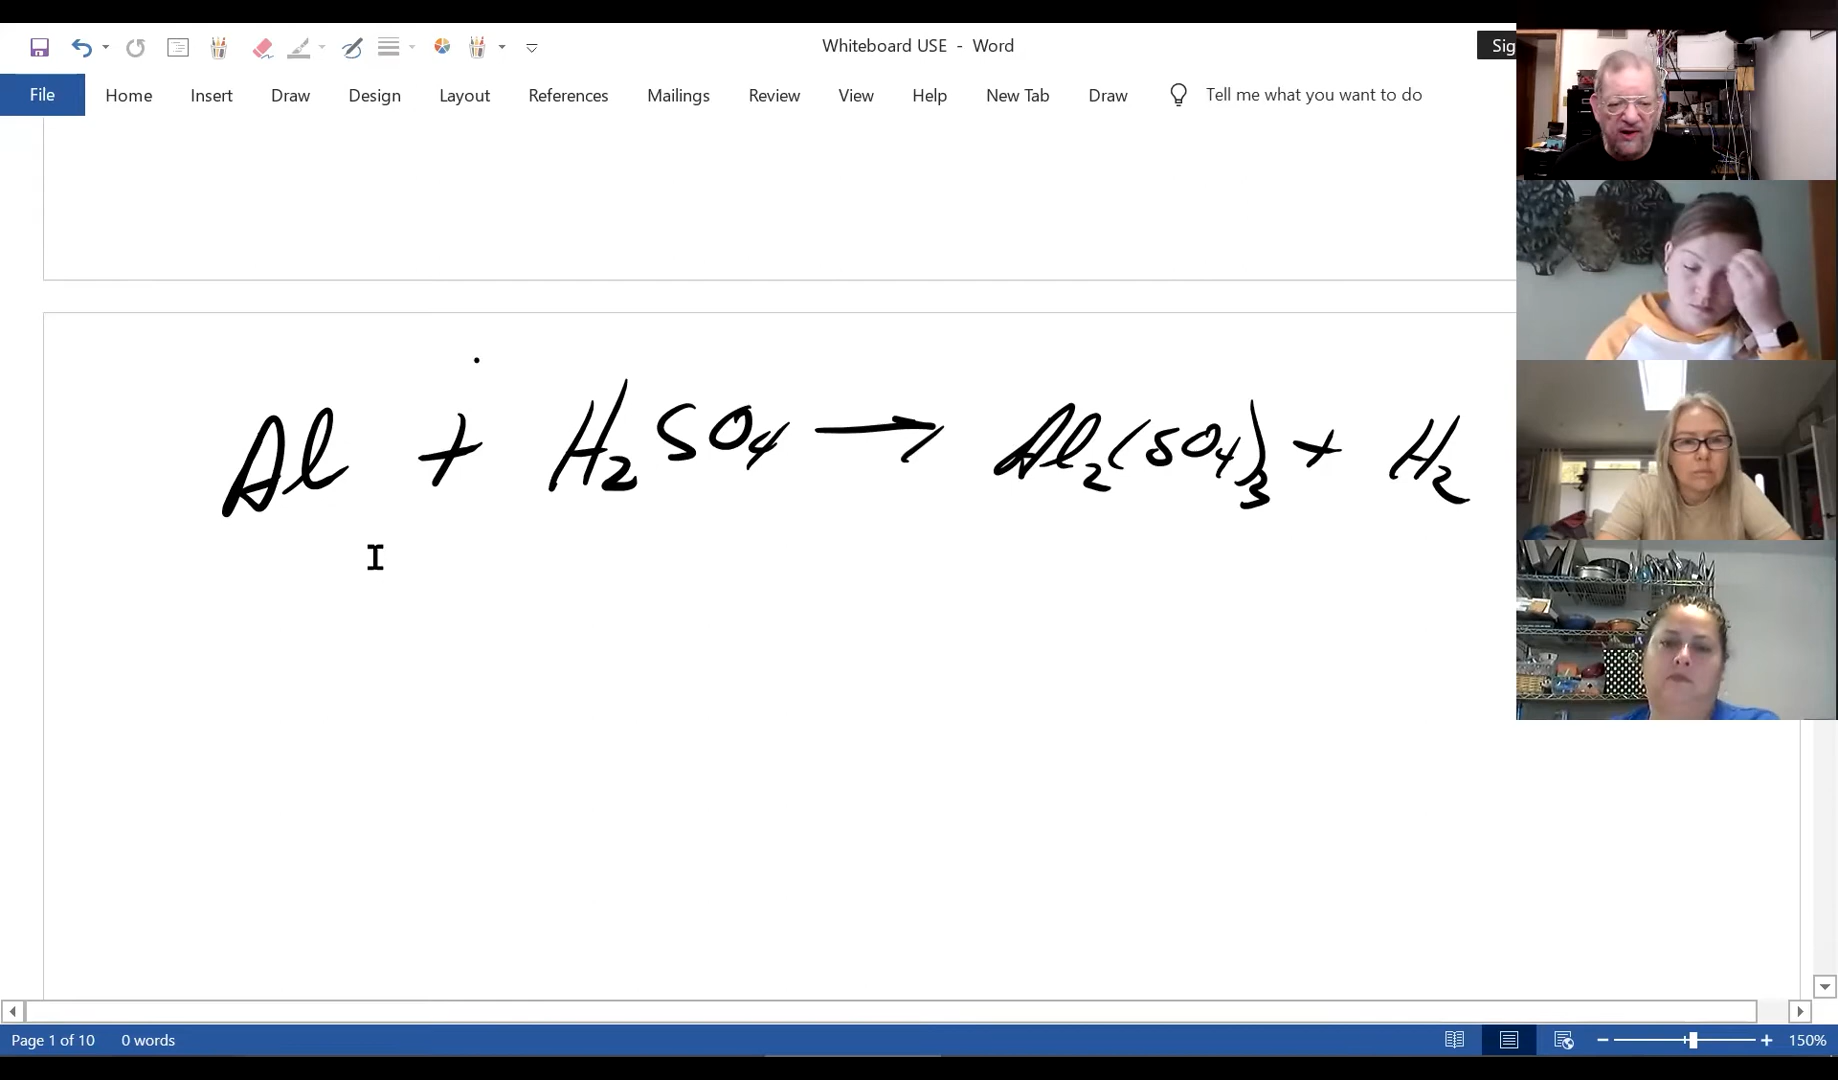 Whiteboard USE - Word
Sig
File Home Insert Draw Design Layout References Mailings Review View Help New Tab Draw Tell me what you want to do
Al + H₂SO₄ → Al₂(SO₄)₃ + H₂
Page 1 of 10 0 words 150%